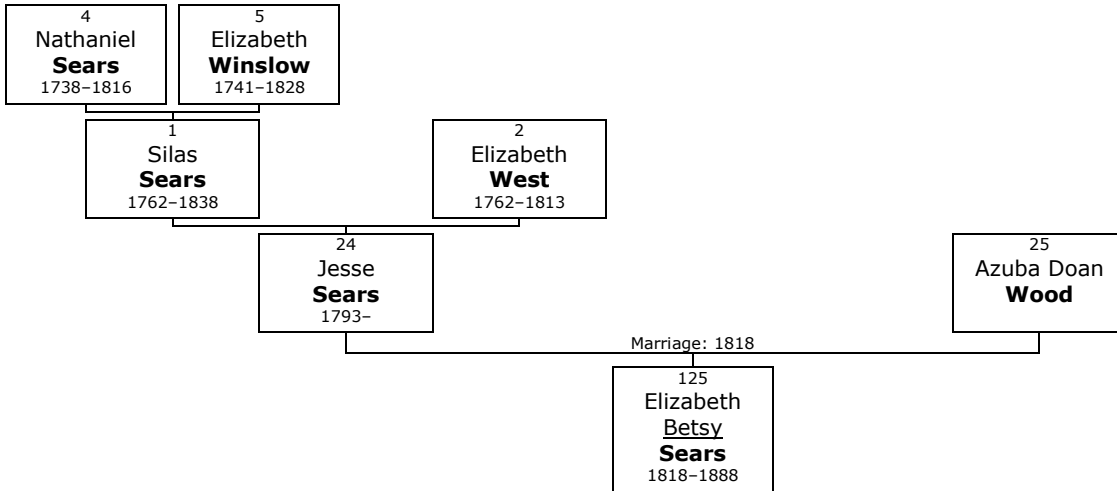 4
Nathaniel
Sears
1738–1816
5
Elizabeth
Winslow
1741–1828
1
Silas
Sears
1762–1838
2
Elizabeth
West
1762–1813
24
Jesse
Sears
1793–
25
Azuba Doan
Wood
Marriage: 1818
125
Elizabeth
Betsy
Sears
1818–1888